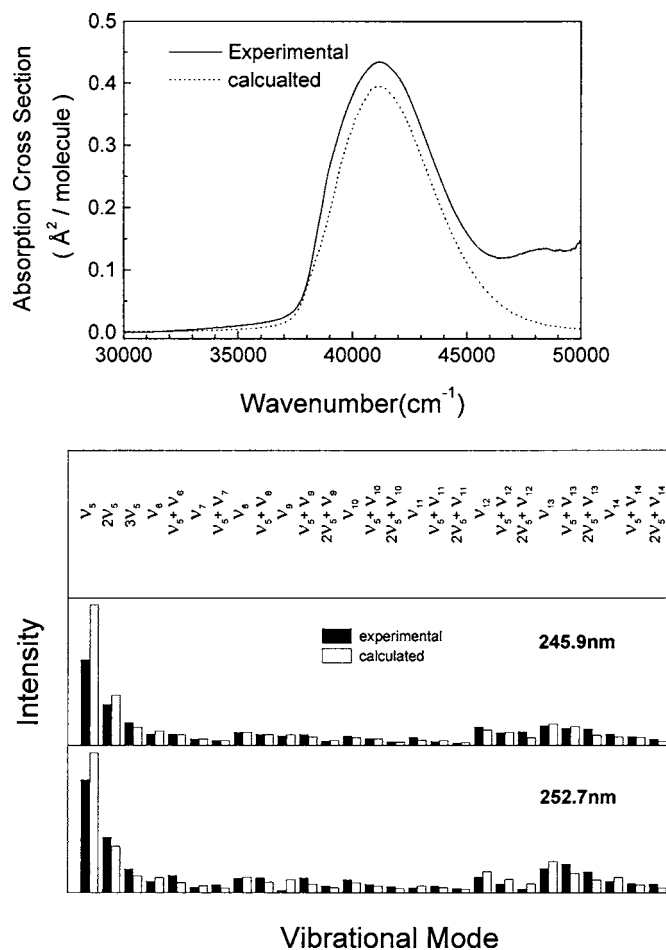 0.5
0.4
0.3
0.2
0.1
0.0
Absorption Cross Section
( Å² / molecule )
Experimental
calcualted
30000 35000 40000 45000 50000
Wavenumber(cm⁻¹)
ν₅
2ν₅
3ν₅
ν₆
ν₅+ ν₆
ν₇
ν₅+ ν₇
ν₈
ν₅+ ν₈
ν₉
ν₅+ ν₉
2ν₅+ ν₉
ν₁₀
ν₅+ ν₁₀
2ν₅+ ν₁₀
ν₁₁
ν₅+ ν₁₁
2ν₅+ ν₁₁
ν₁₂
ν₅+ ν₁₂
2ν₅+ ν₁₂
ν₁₃
ν₅+ ν₁₃
2ν₅+ ν₁₃
ν₁₄
ν₅+ ν₁₄
2ν₅+ ν₁₄
Intensity
experimental
calculated
245.9nm
252.7nm
Vibrational Mode